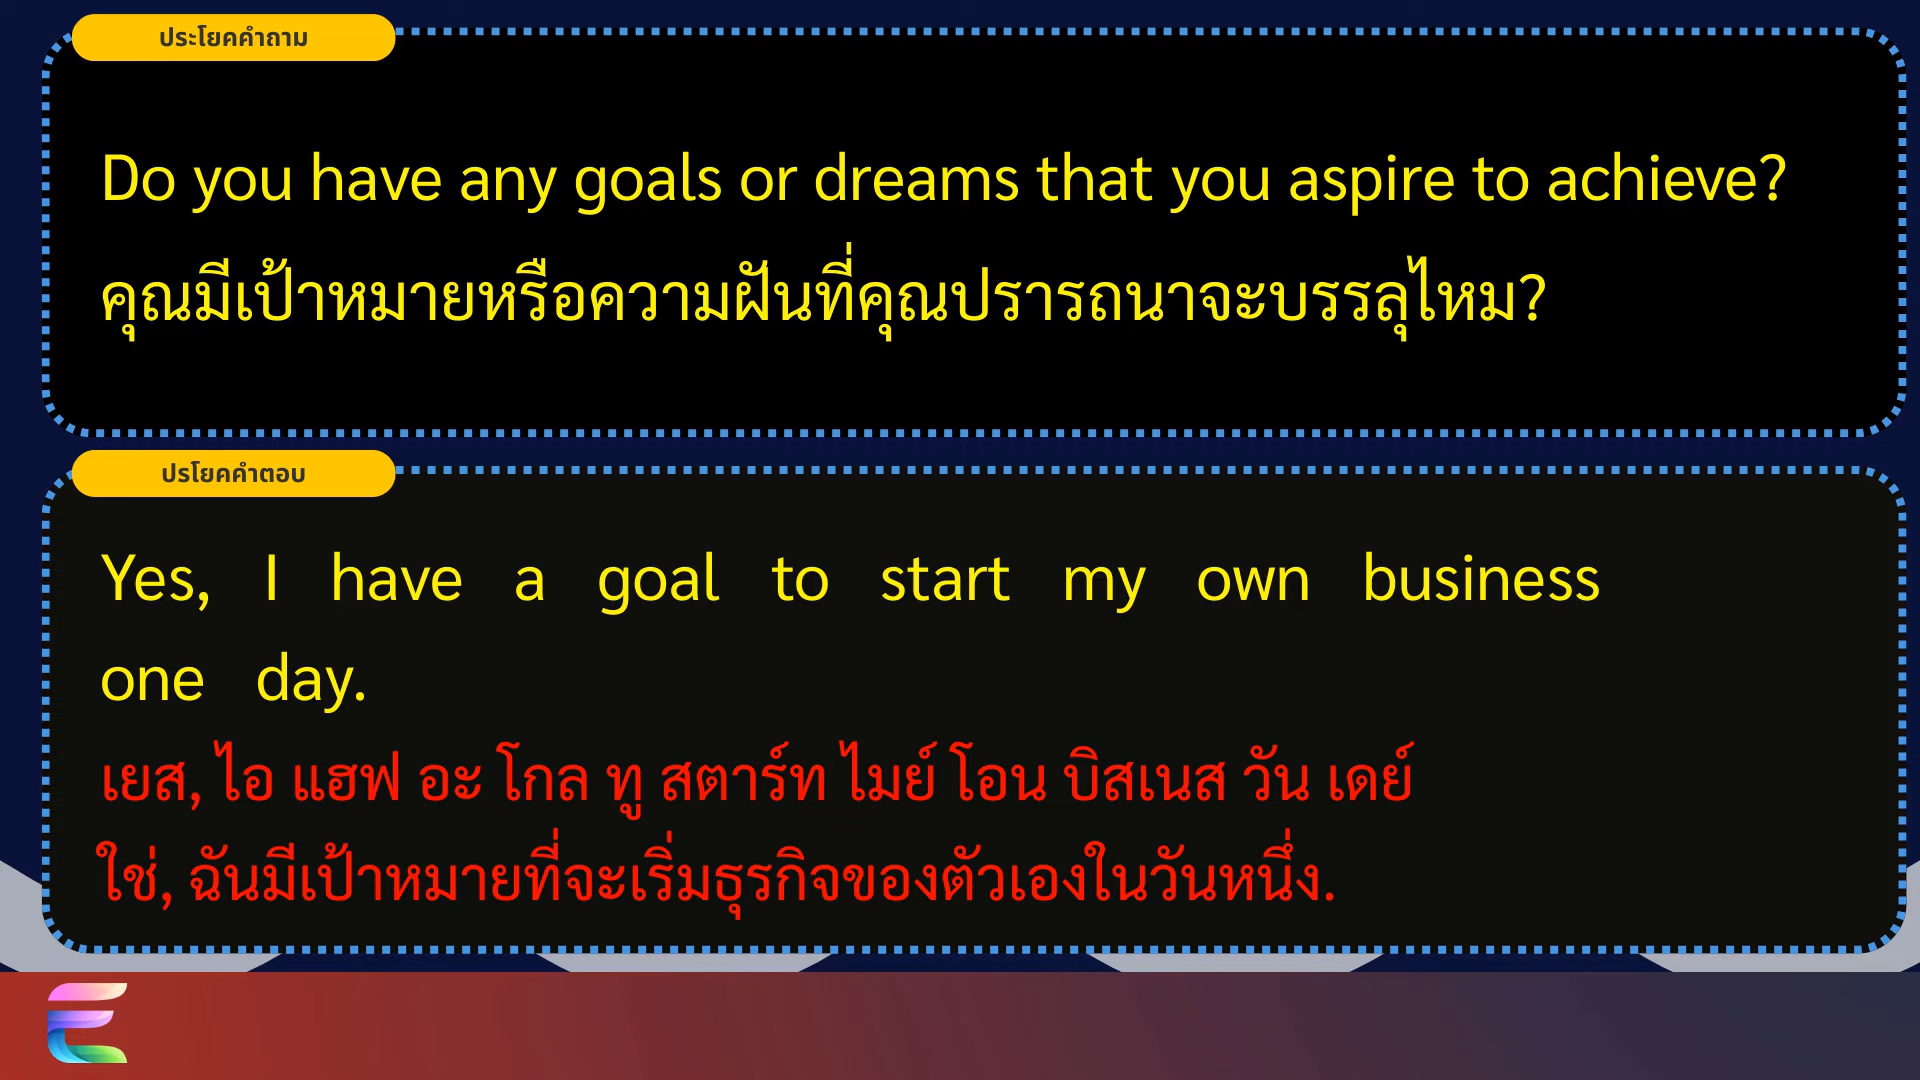 ประโยคคำถาม
Do you have any goals or dreams that you aspire to achieve?
คุณมีเป้าหมายหรือความฝันที่คุณปรารถนาจะบรรลุไหม?
ปรโยคคำตอบ
Yes, I have a goal to start my own business
one day.
เยส, ไอ แฮฟ อะ โกล ทู สตาร์ท ไมย์ โอน บิสเนส วัน เดย์
ใช่, ฉันมีเป้าหมายที่จะเริ่มธุรกิจของตัวเองในวันหนึ่ง.